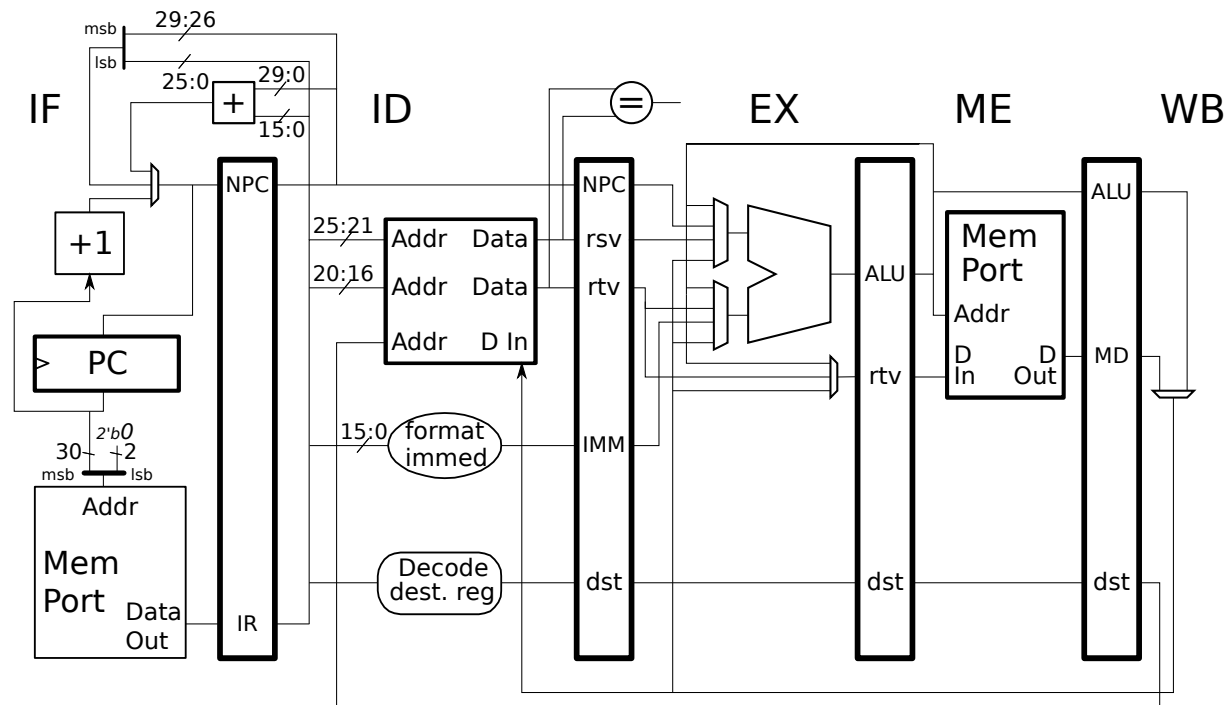 29:26
msb
lsb
25:0
29:0
15:0
+
=
IF
ID
EX
ME
WB
NPC
NPC
ALU
+1
25:21
Addr
Data
rsv
Mem
Port
20:16
Addr
Data
rtv
ALU
Addr
Addr
D In
PC
MD
D
In
D
Out
rtv
2'b0
30
2
msb
lsb
15:0
format
immed
IMM
Addr
Mem
Port
Data
Out
IR
Decode
dest. reg
dst
dst
dst